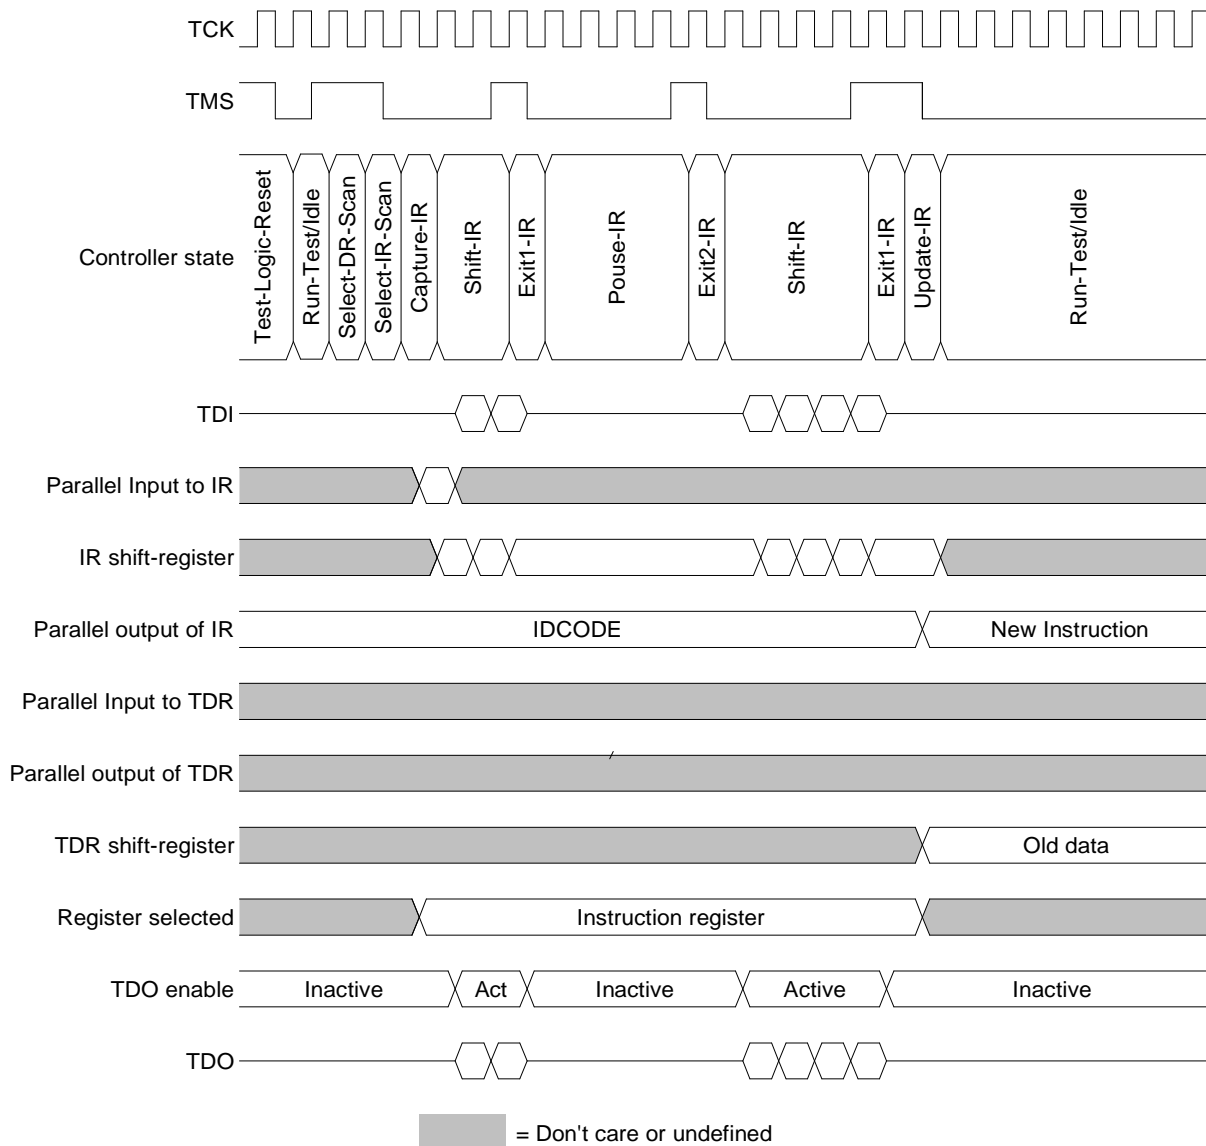 TCK
TMS
Controller state
Test-Logic-Reset
Run-Test/Idle
Select-DR-Scan
Select-IR-Scan
Capture-IR
Shift-IR
Exit1-IR
Pouse-IR
Exit2-IR
Shift-IR
Exit1-IR
Update-IR
Run-Test/Idle
TDI
Parallel Input to IR
IR shift-register
Parallel output of IR
IDCODE
New Instruction
Parallel Input to TDR
Parallel output of TDR
TDR shift-register
Old data
Register selected
Instruction register
TDO enable
Inactive
Act
Inactive
Active
Inactive
TDO
= Don't care or undefined